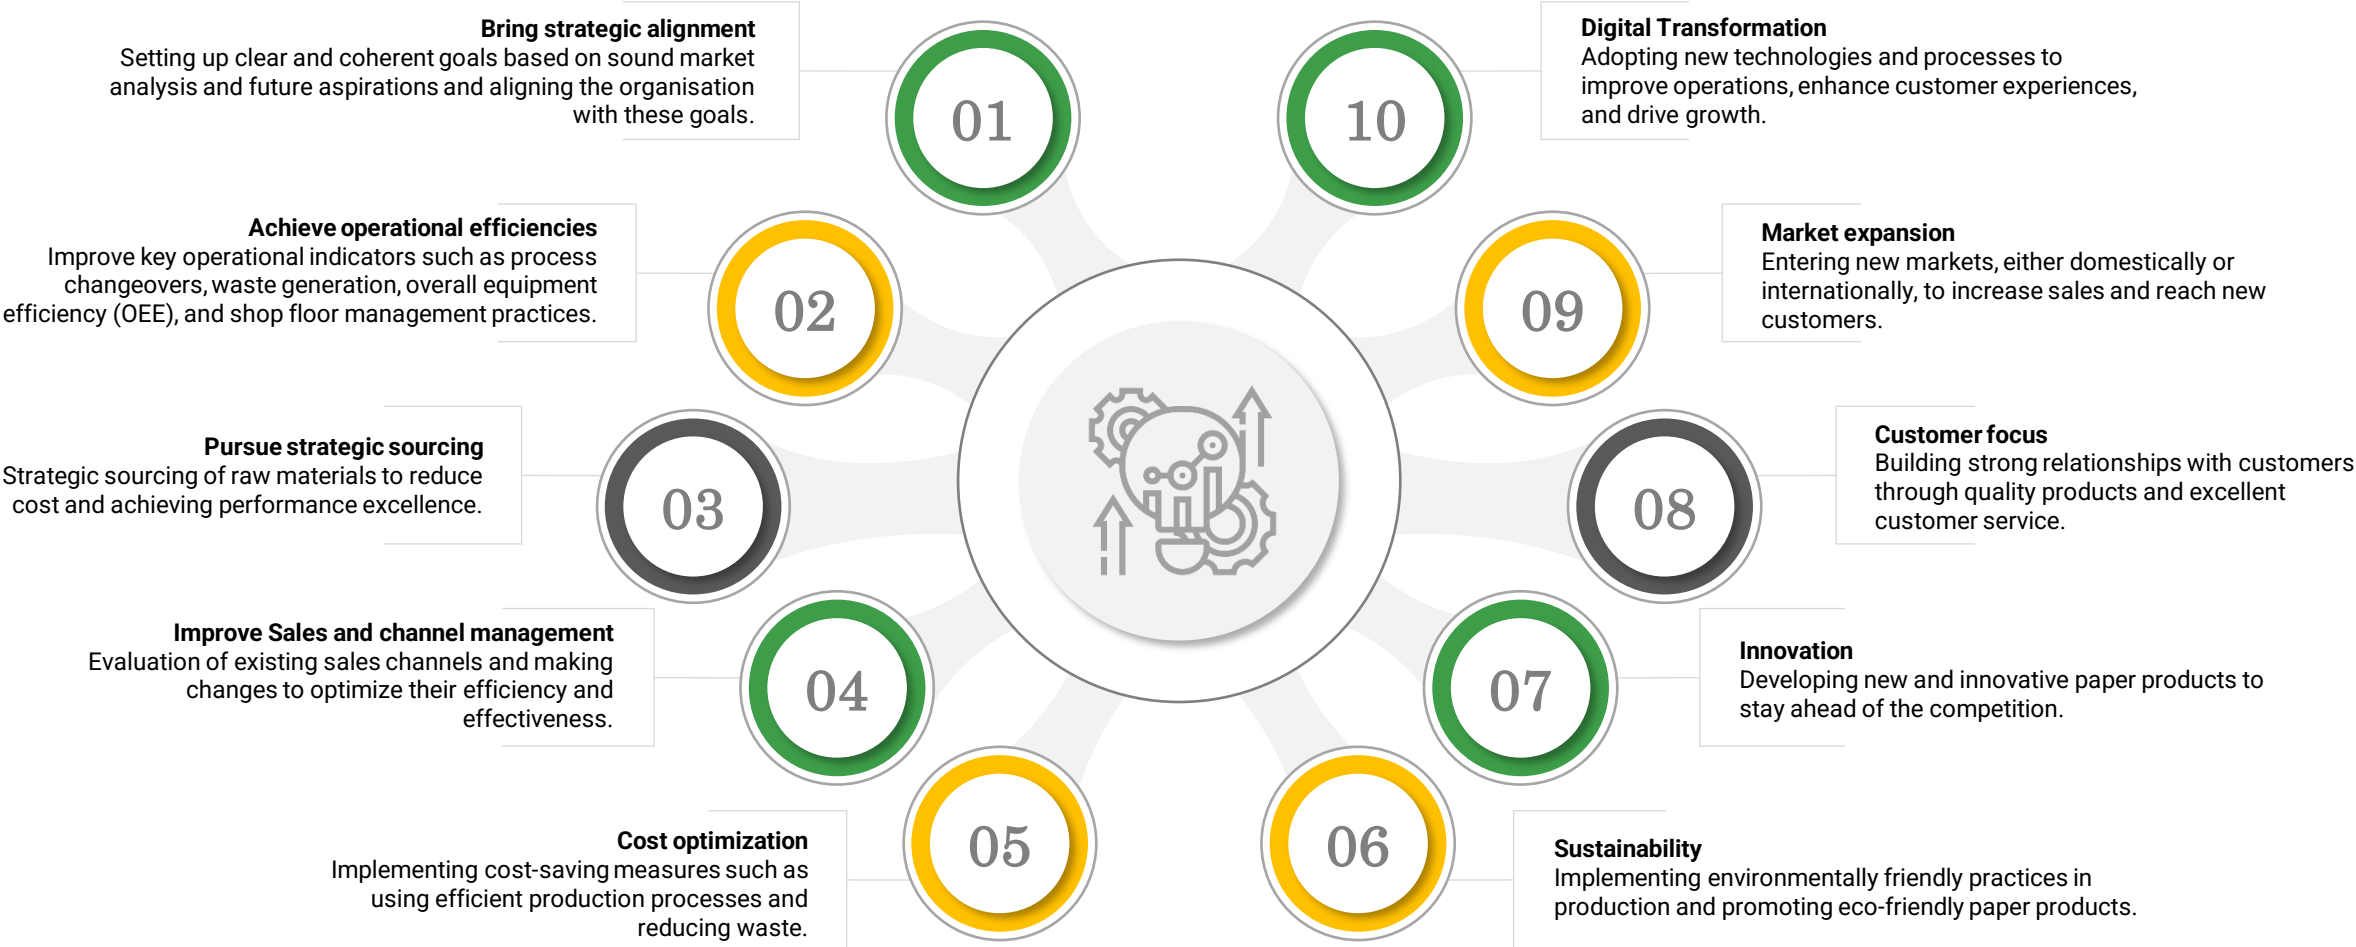 Bring strategic alignment
Setting up clear and coherent goals based on sound market
analysis and future aspirations and aligning the organisation
with these goals.
01
Achieve operational efficiencies
Improve key operational indicators such as process
changeovers, waste generation, overall equipment
efficiency (OEE), and shop floor management practices.
02
Pursue strategic sourcing
Strategic sourcing of raw materials to reduce
cost and achieving performance excellence.
03
Improve Sales and channel management
Evaluation of existing sales channels and making
changes to optimize their efficiency and
effectiveness.
04
Cost optimization
Implementing cost-saving measures such as
using efficient production processes and
reducing waste.
05
06
Sustainability
Implementing environmentally friendly practices in
production and promoting eco-friendly paper products.
07
Innovation
Developing new and innovative paper products to
stay ahead of the competition.
08
Customer focus
Building strong relationships with customers
through quality products and excellent
customer service.
09
Market expansion
Entering new markets, either domestically or
internationally, to increase sales and reach new
customers.
10
Digital Transformation
Adopting new technologies and processes to
improve operations, enhance customer experiences,
and drive growth.